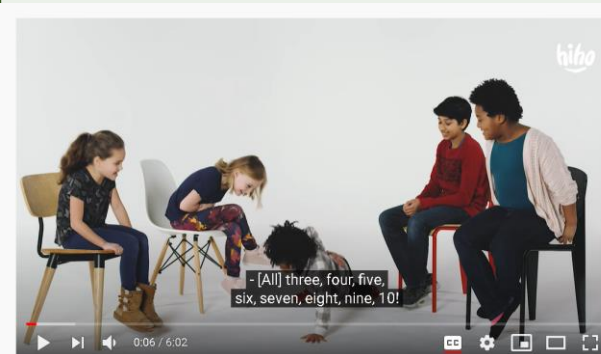 hiho
- [All] three, four, five,
six, seven, eight, nine, 10!
0:06 / 6:02
CC